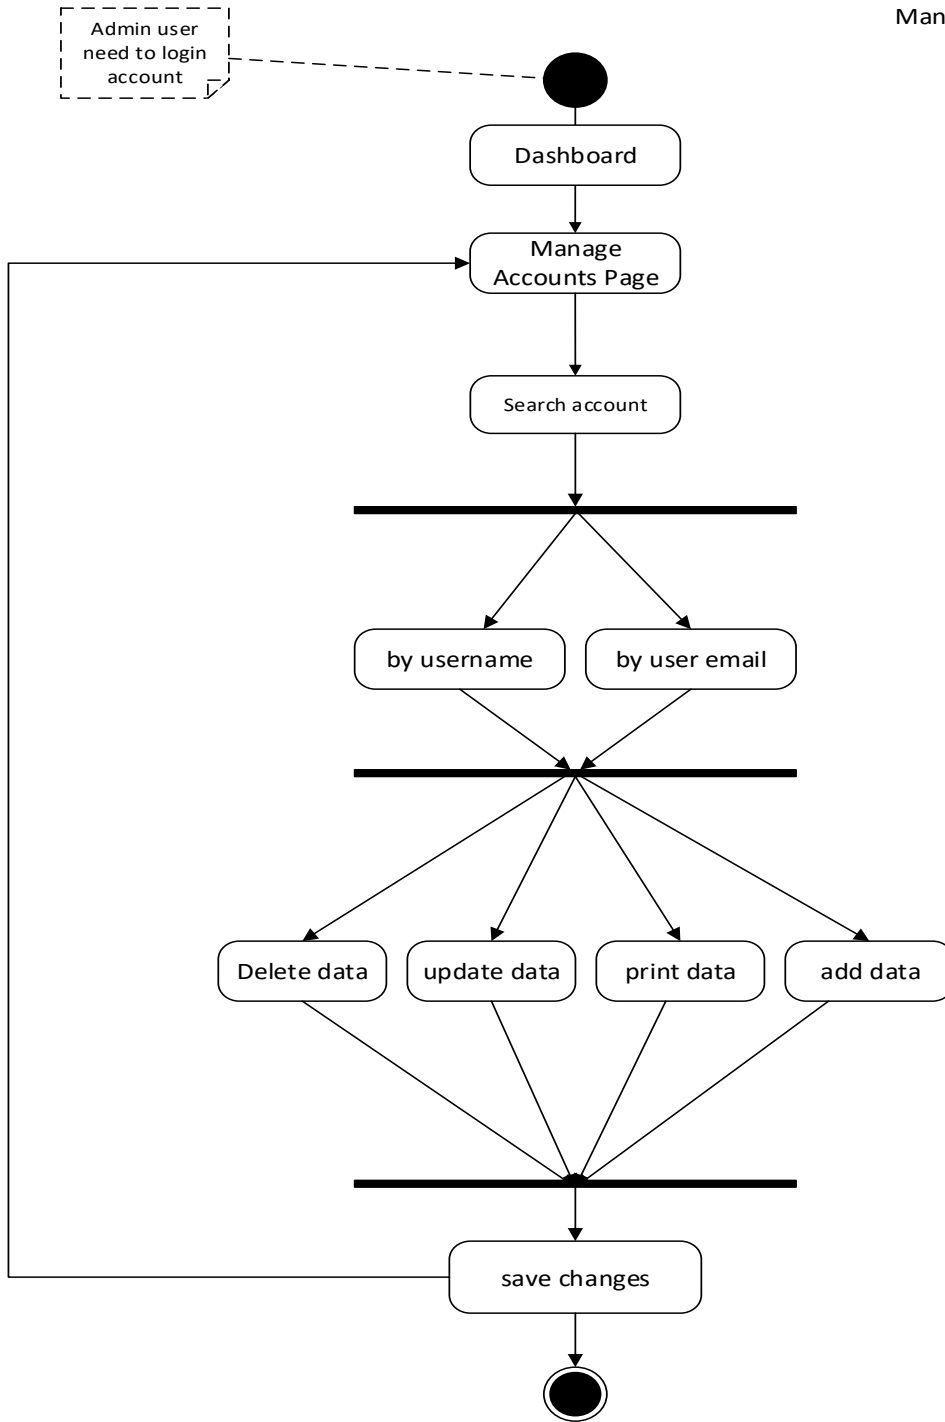 Man
Admin user
need to login
account
Dashboard
Manage
Accounts Page
Search account
by username
by user email
Delete data
update data
print data
add data
save changes